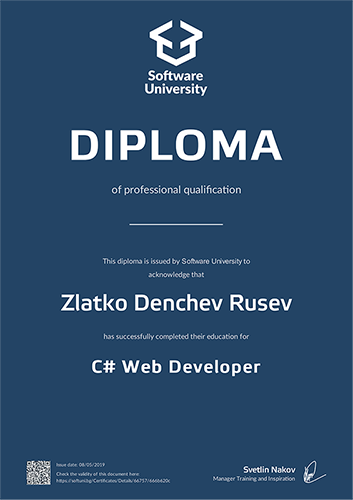 Software
University
DIPLOMA
of professional qualification
This diploma is issued by Software University to
acknowledge that
Zlatko Denchev Rusev
has successfully completed their education for
C# Web Developer
Issue date: 08/05/2019
Check the validity of this document here:
https://softuni.bg/Certificates/Details/66757/6666620c
Svetlin Nakov
Manager Training and Inspiration